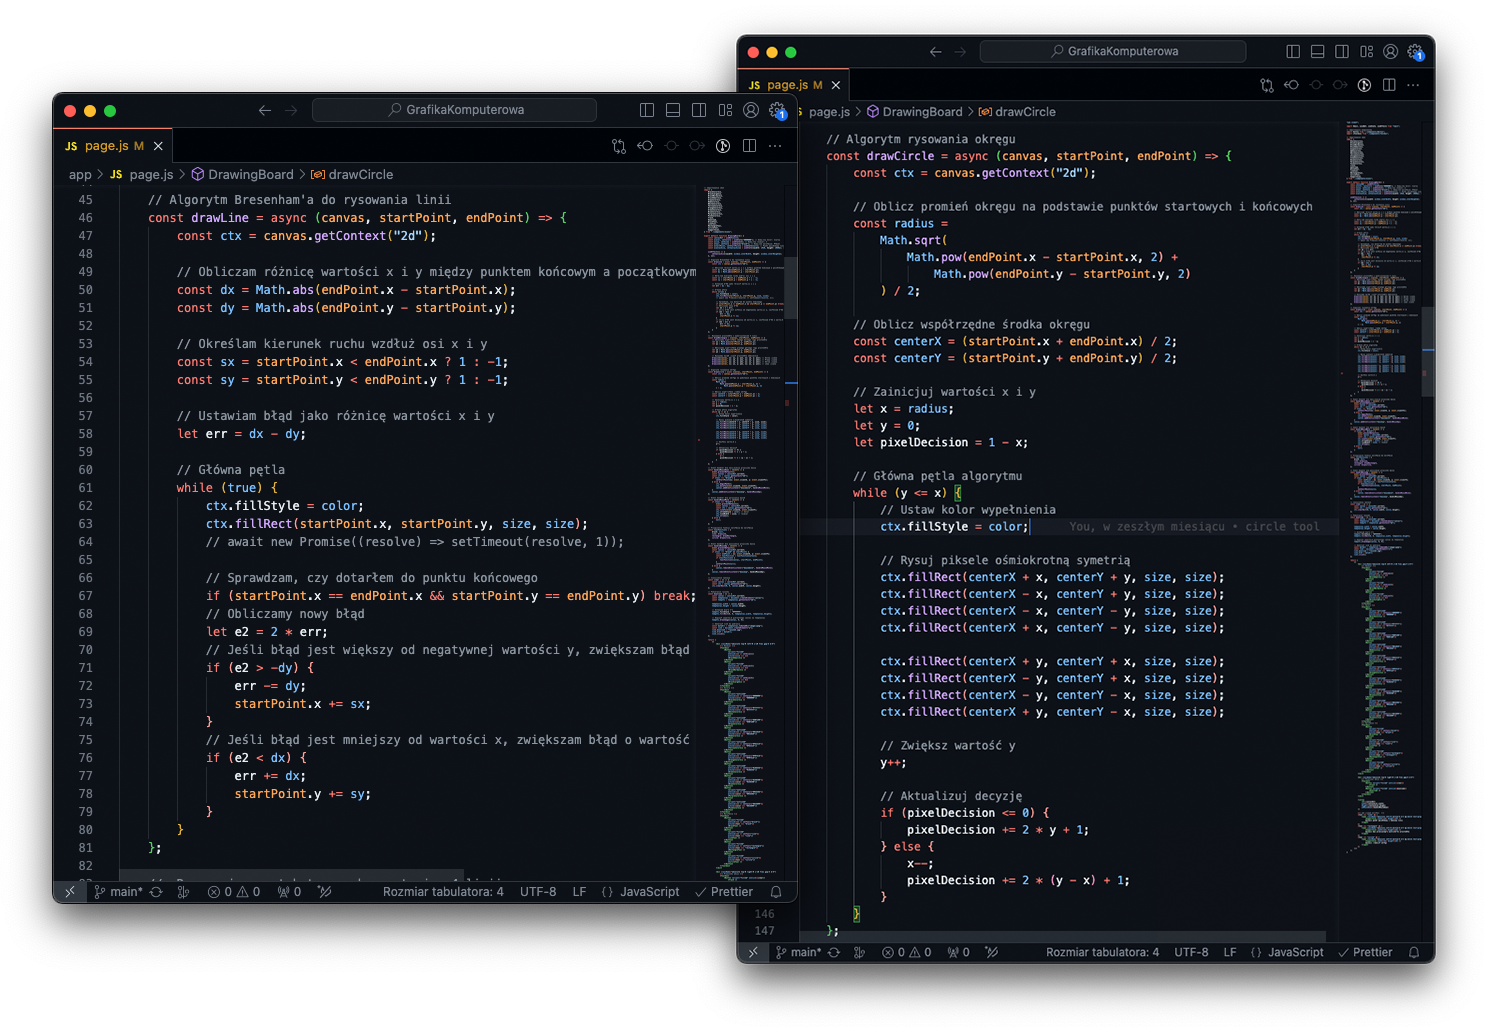 GrafikaKomputerowa
1
JS page.js M
app > JS page.js > DrawingBoard > drawCircle
45 // Algorytm Bresenham'a do rysowania linii
46 const drawLine = async (canvas, startPoint, endPoint) => {
47 const ctx = canvas.getContext("2d");
48
49 // Obliczam różnicę wartości x i y między punktem końcowym a początkowym
50 const dx = Math.abs(endPoint.x - startPoint.x);
51 const dy = Math.abs(endPoint.y - startPoint.y);
52
53 // Określam kierunek ruchu wzdłuż osi x i y
54 const sx = startPoint.x < endPoint.x ? 1 : -1;
55 const sy = startPoint.y < endPoint.y ? 1 : -1;
56
57 // Ustawiam błąd jako różnicę wartości x i y
58 let err = dx - dy;
59
60 // Główna pętla
61 while (true) {
62 ctx.fillStyle = color;
63 ctx.fillRect(startPoint.x, startPoint.y, size, size);
64 // await new Promise((resolve) => setTimeout(resolve, 1));
65
66 // Sprawdzam, czy dotarłem do punktu końcowego
67 if (startPoint.x == endPoint.x && startPoint.y == endPoint.y) break;
68 // Obliczamy nowy błąd
69 let e2 = 2 * err;
70 // Jeśli błąd jest większy od negatywnej wartości y, zwiększam błąd
71 if (e2 > -dy) {
72 err -= dy;
73 startPoint.x += sx;
74 }
75 // Jeśli błąd jest mniejszy od wartości x, zwiększam błąd o wartość
76 if (e2 < dx) {
77 err += dx;
78 startPoint.y += sy;
79 }
80 }
81 };
82
main* 0 0 0 Rozmiar tabulatora: 4 UTF-8 LF {} JavaScript Prettier
GrafikaKomputerowa
1
JS page.js M
page.js > DrawingBoard > drawCircle
// Algorytm rysowania okręgu
const drawCircle = async (canvas, startPoint, endPoint) => {
const ctx = canvas.getContext("2d");
// Oblicz promień okręgu na podstawie punktów startowych i końcowych
const radius =
Math.sqrt(
Math.pow(endPoint.x - startPoint.x, 2) +
Math.pow(endPoint.y - startPoint.y, 2)
) / 2;
// Oblicz współrzędne środka okręgu
const centerX = (startPoint.x + endPoint.x) / 2;
const centerY = (startPoint.y + endPoint.y) / 2;
// Zainicjuj wartości x i y
let x = radius;
let y = 0;
let pixelDecision = 1 - x;
// Główna pętla algorytmu
while (y <= x) {
// Ustaw kolor wypełnienia
ctx.fillStyle = color; You, w zeszłym miesiącu • circle tool
// Rysuj piksele ośmiokrotną symetrią
ctx.fillRect(centerX + x, centerY + y, size, size);
ctx.fillRect(centerX - x, centerY + y, size, size);
ctx.fillRect(centerX - x, centerY - y, size, size);
ctx.fillRect(centerX + x, centerY - y, size, size);
ctx.fillRect(centerX + y, centerY + x, size, size);
ctx.fillRect(centerX - y, centerY + x, size, size);
ctx.fillRect(centerX - y, centerY - x, size, size);
ctx.fillRect(centerX + y, centerY - x, size, size);
// Zwiększ wartość y
y++;
// Aktualizuj decyzję
if (pixelDecision <= 0) {
pixelDecision += 2 * y + 1;
} else {
x--;
pixelDecision += 2 * (y - x) + 1;
}
146 }
147 };
main* 0 0 0 Rozmiar tabulatora: 4 UTF-8 LF {} JavaScript Prettier